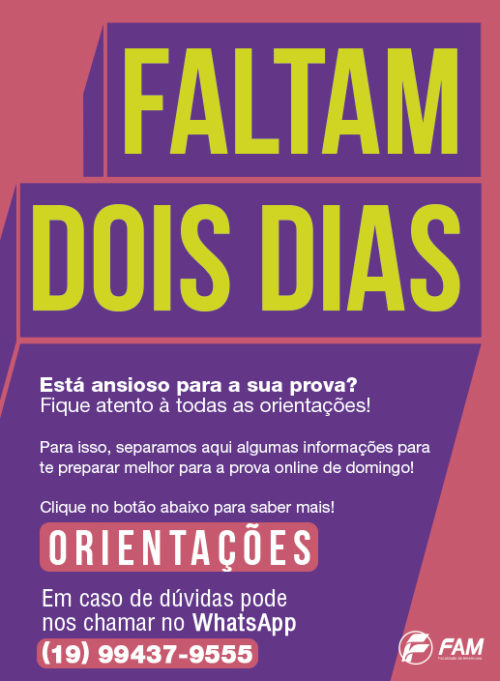 FALTAM
DOIS DIAS
Está ansioso para a sua prova?
Fique atento à todas as orientações!
Para isso, separamos aqui algumas informações para
te preparar melhor para a prova online de domingo!
Clique no botão abaixo para saber mais!
ORIENTAÇÕES
Em caso de dúvidas pode
nos chamar no WhatsApp
(19) 99437-9555
FAM